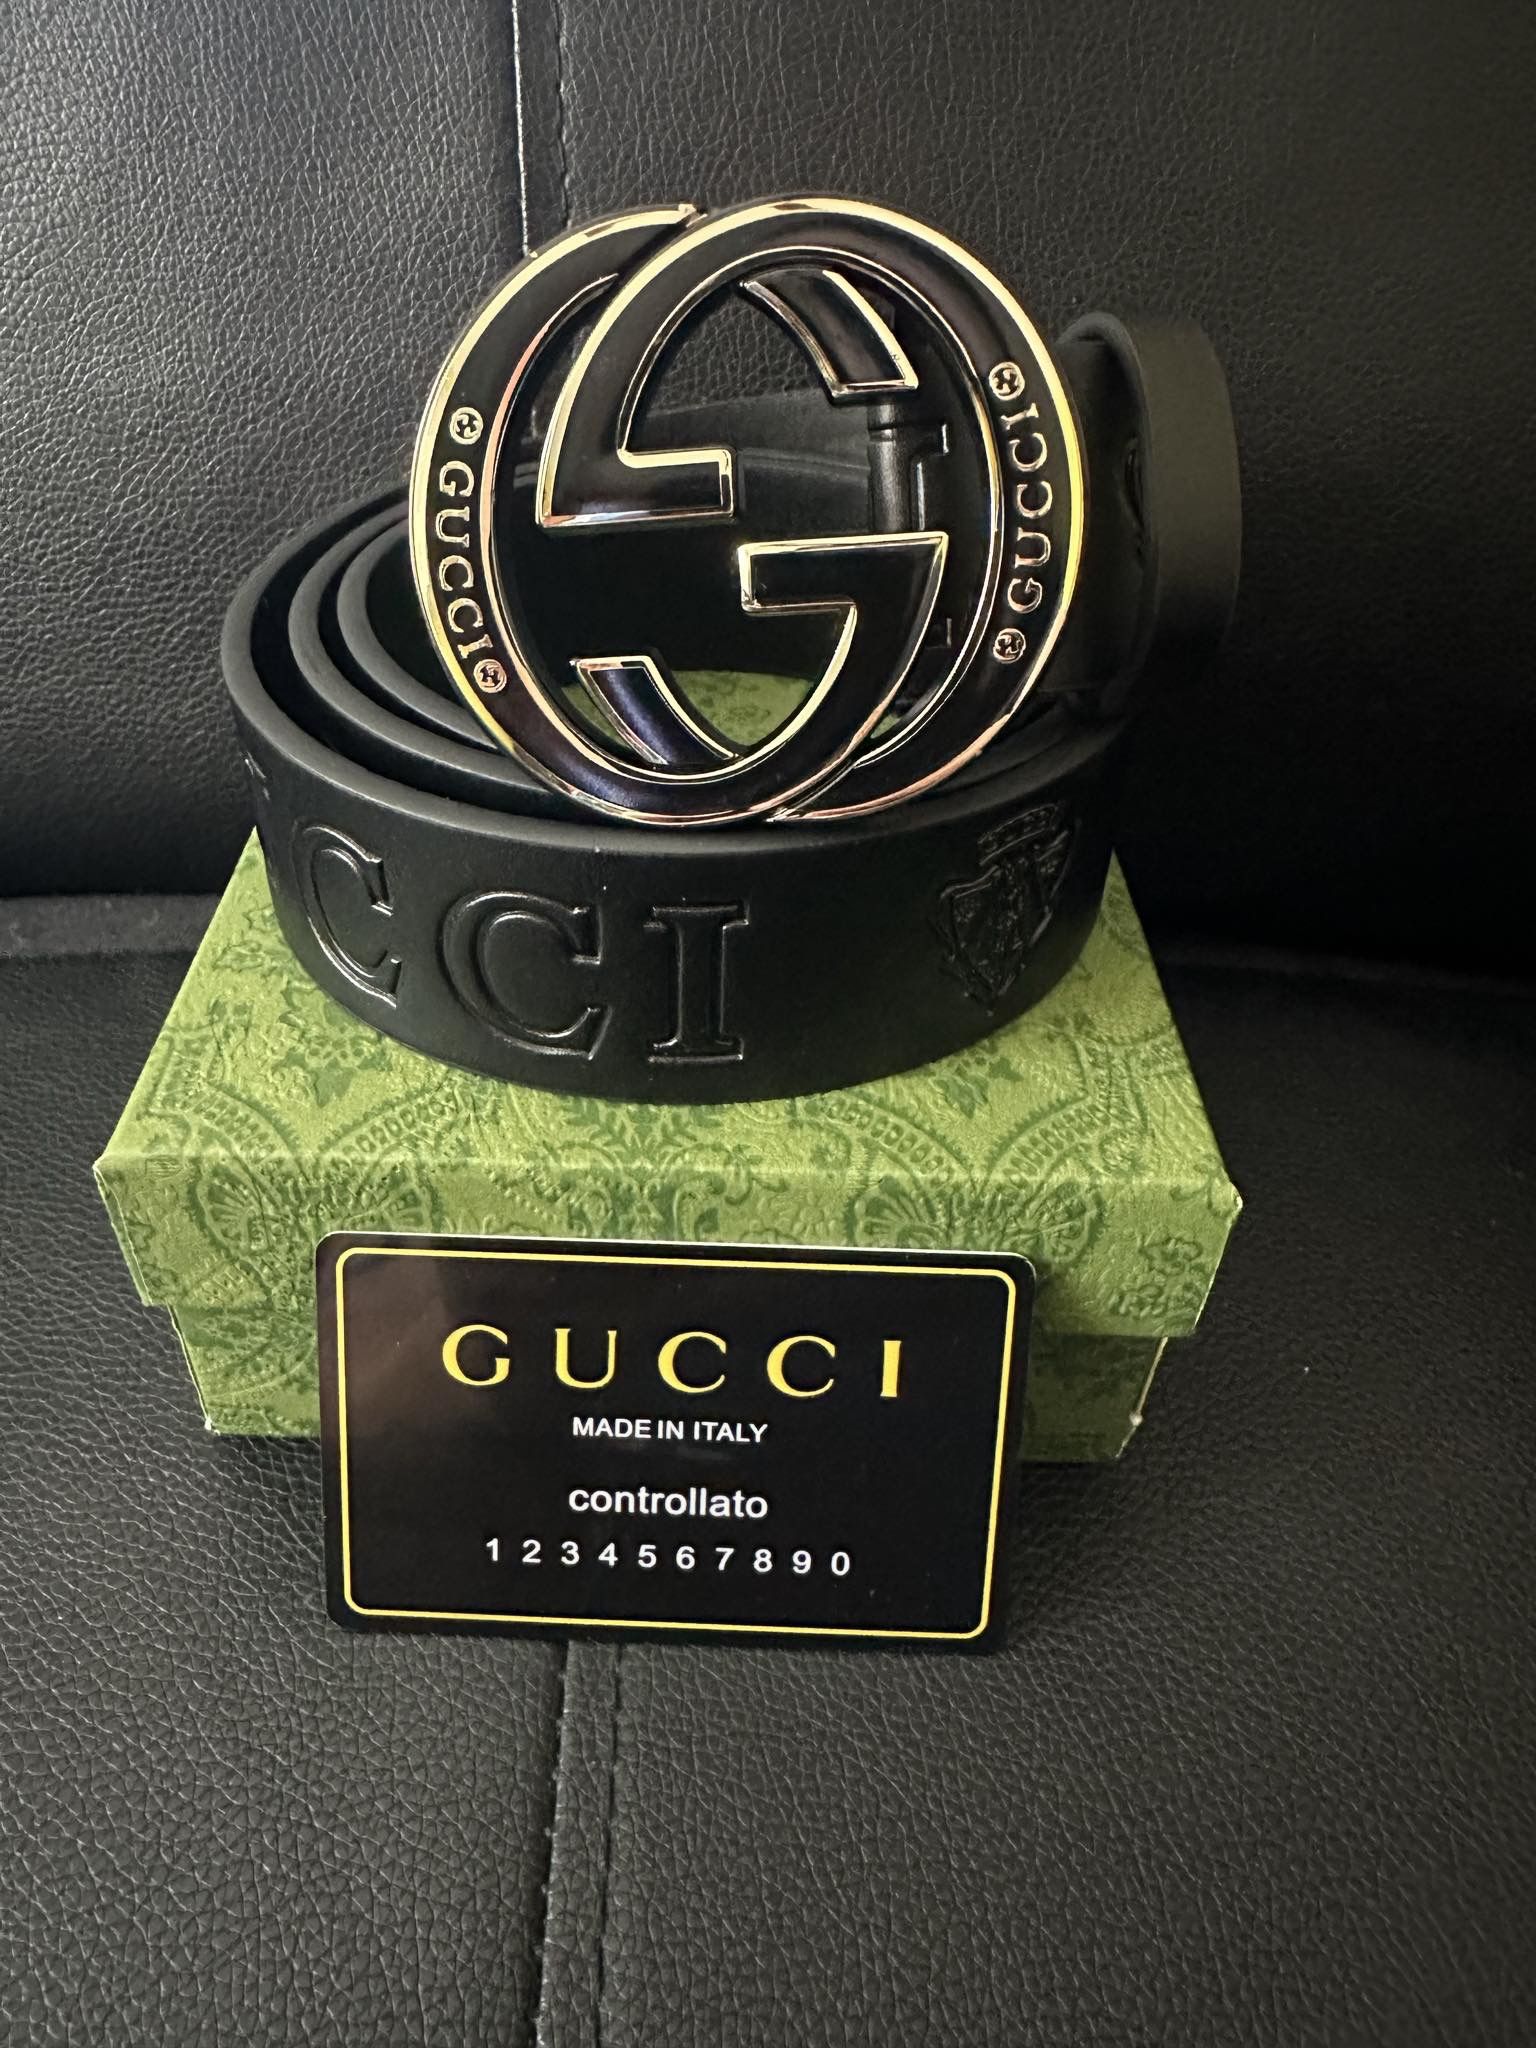 GUCCI
GUCCI
CCI
GUCCI
MADE IN ITALY
controllato
1 2 3 4 5 6 7 8 9 0